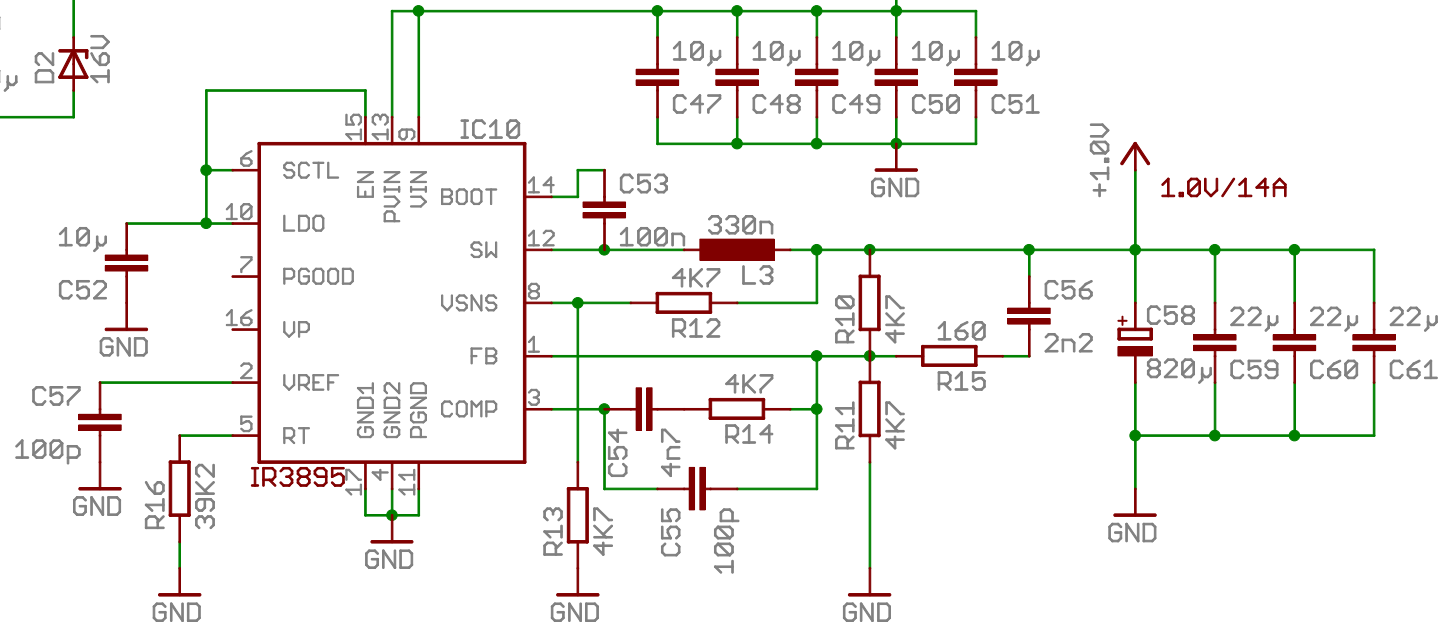 µ
D2
16V
10µ
10µ
10µ
10µ
10µ
C47
C48
C49
C50
C51
GND
15
13
9
IC10
6
SCTL
EN
PVIN
VIN
BOOT
14
C53
100n
10
LDO
SW
12
330n
L3
10µ
C52
GND
7
PGOOD
VSNS
8
4K7
R12
16
VP
FB
1
2
VREF
COMP
3
5
RT
GND1
GND2
PGND
IR3895
17
4
11
GND
C57
100p
GND
R16
39K2
GND
C54
4n7
4K7
R14
C55
100p
R13
4K7
GND
R10
4K7
R11
4K7
GND
160
R15
C56
2n2
+1.0V
1.0V/14A
+
C58
820µ
22µ
C59
22µ
C60
22µ
C61
GND